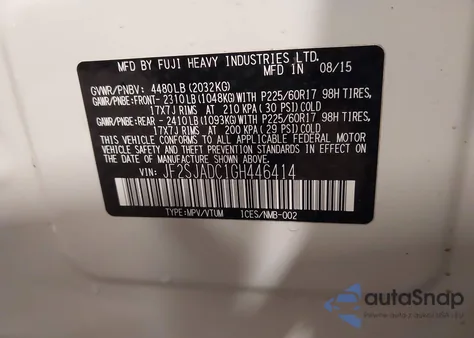 MFD BY FUJI HEAVY INDUSTRIES LTD.
MFD IN 08/15
GVWR/PNBV: 4480LB (2032KG)
GAWR/PNBE: FRONT- 2310LB (1048KG) WITH P225/60R17 98H TIRES,
17X7J RIMS AT 210 KPA (30 PSI) COLD
GAWR/PNBE: REAR - 2410LB (1093KG) WITH P225/60R17 98H TIRES,
17X7J RIMS AT 200 KPA (29 PSI) COLD
THIS VEHICLE CONFORMS TO ALL APPLICABLE FEDERAL MOTOR
VEHICLE SAFETY, BUMPER, AND THEFT PREVENTION STANDARDS
IN EFFECT ON THE DATE OF MANUFACTURE SHOWN ABOVE.
VIN: JF2SJADC1GH446414
TYPE:MPV/VTUM ICES/NMB-002
autaSnap